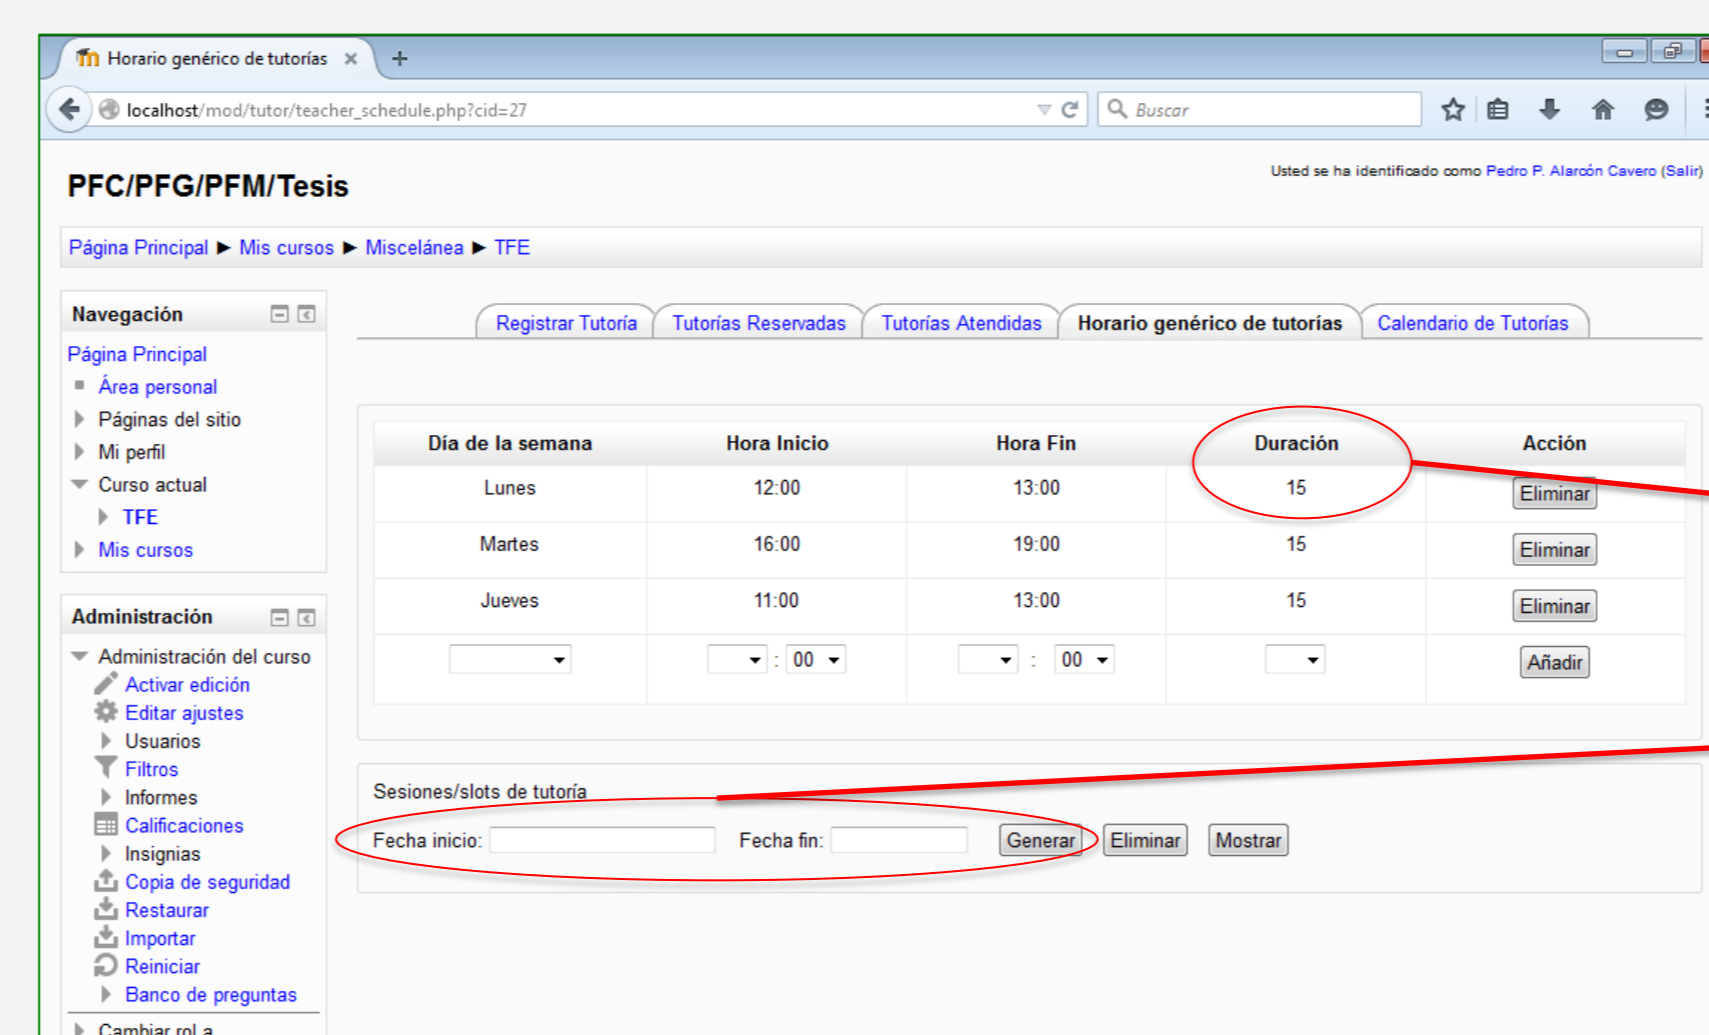 Horario genérico de tutorías
localhost/mod/tutor/teacher_schedule.php?cid=27
Buscar
PFC/PFG/PFM/Tesis
Usted se ha identificado como Pedro P. Alarcón Cavero (Salir)
Página Principal ► Mis cursos ► Miscelánea ► TFE
Navegación
Página Principal
Área personal
Páginas del sitio
Mi perfil
Curso actual
TFE
Mis cursos
Administración
Administración del curso
Activar edición
Editar ajustes
Usuarios
Filtros
Informes
Calificaciones
Insignias
Copia de seguridad
Restaurar
Importar
Reiniciar
Banco de preguntas
Cambiar rol a
Registrar Tutoría Tutorías Reservadas Tutorías Atendidas Horario genérico de tutorías Calendario de Tutorías
Día de la semana Hora Inicio Hora Fin Duración Acción
Lunes 12:00 13:00 15 Eliminar
Martes 16:00 19:00 15 Eliminar
Jueves 11:00 13:00 15 Eliminar
: 00 : 00 Añadir
Sesiones/slots de tutoría
Fecha inicio: Fecha fin: Generar Eliminar Mostrar